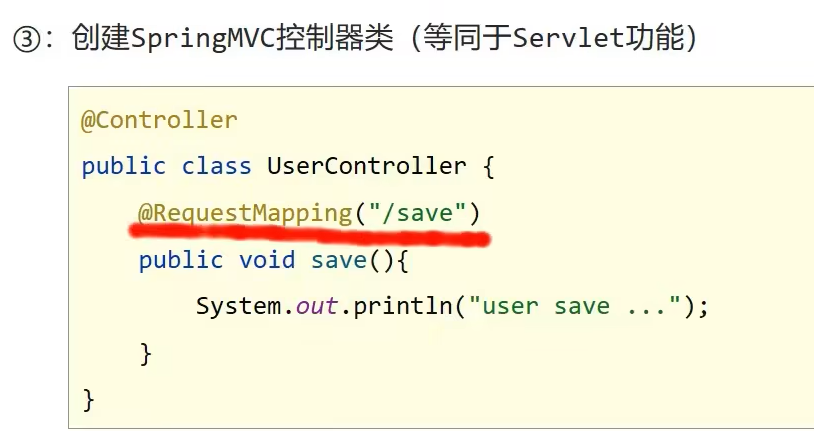 ③：创建SpringMVC控制器类（等同于Servlet功能）
@Controller
public class UserController {
@RequestMapping("/save")
public void save(){
System.out.println("user save ...");
}
}